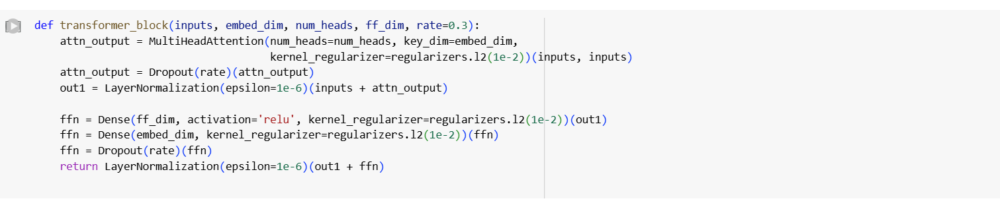 def transformer_block(inputs, embed_dim, num_heads, ff_dim, rate=0.3):
    attn_output = MultiHeadAttention(num_heads=num_heads, key_dim=embed_dim,
                                     kernel_regularizer=regularizers.l2(1e-2))(inputs, inputs)
    attn_output = Dropout(rate)(attn_output)
    out1 = LayerNormalization(epsilon=1e-6)(inputs + attn_output)

    ffn = Dense(ff_dim, activation='relu', kernel_regularizer=regularizers.l2(1e-2))(out1)
    ffn = Dense(embed_dim, kernel_regularizer=regularizers.l2(1e-2))(ffn)
    ffn = Dropout(rate)(ffn)
    return LayerNormalization(epsilon=1e-6)(out1 + ffn)